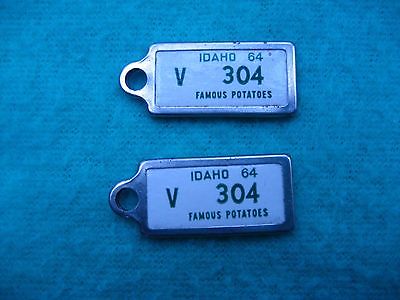 IDAHO 64
V 304
FAMOUS POTATOES
IDAHO 64
V 304
FAMOUS POTATOES